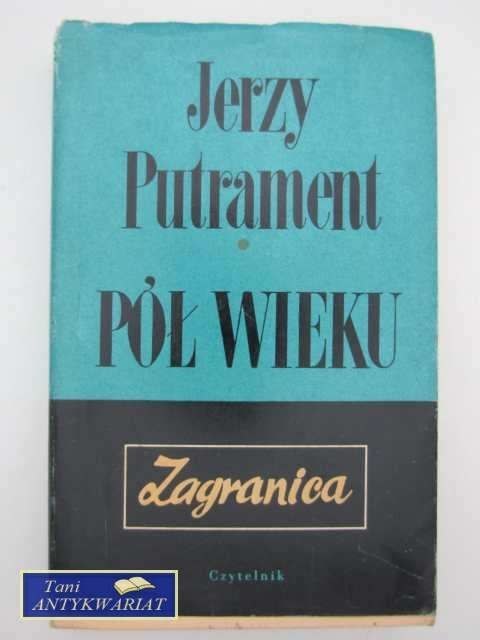 Jerzy
Putrament
PÓŁ WIEKU
Zagranica
Czytelnik
Tani
ANTYKWARIAT